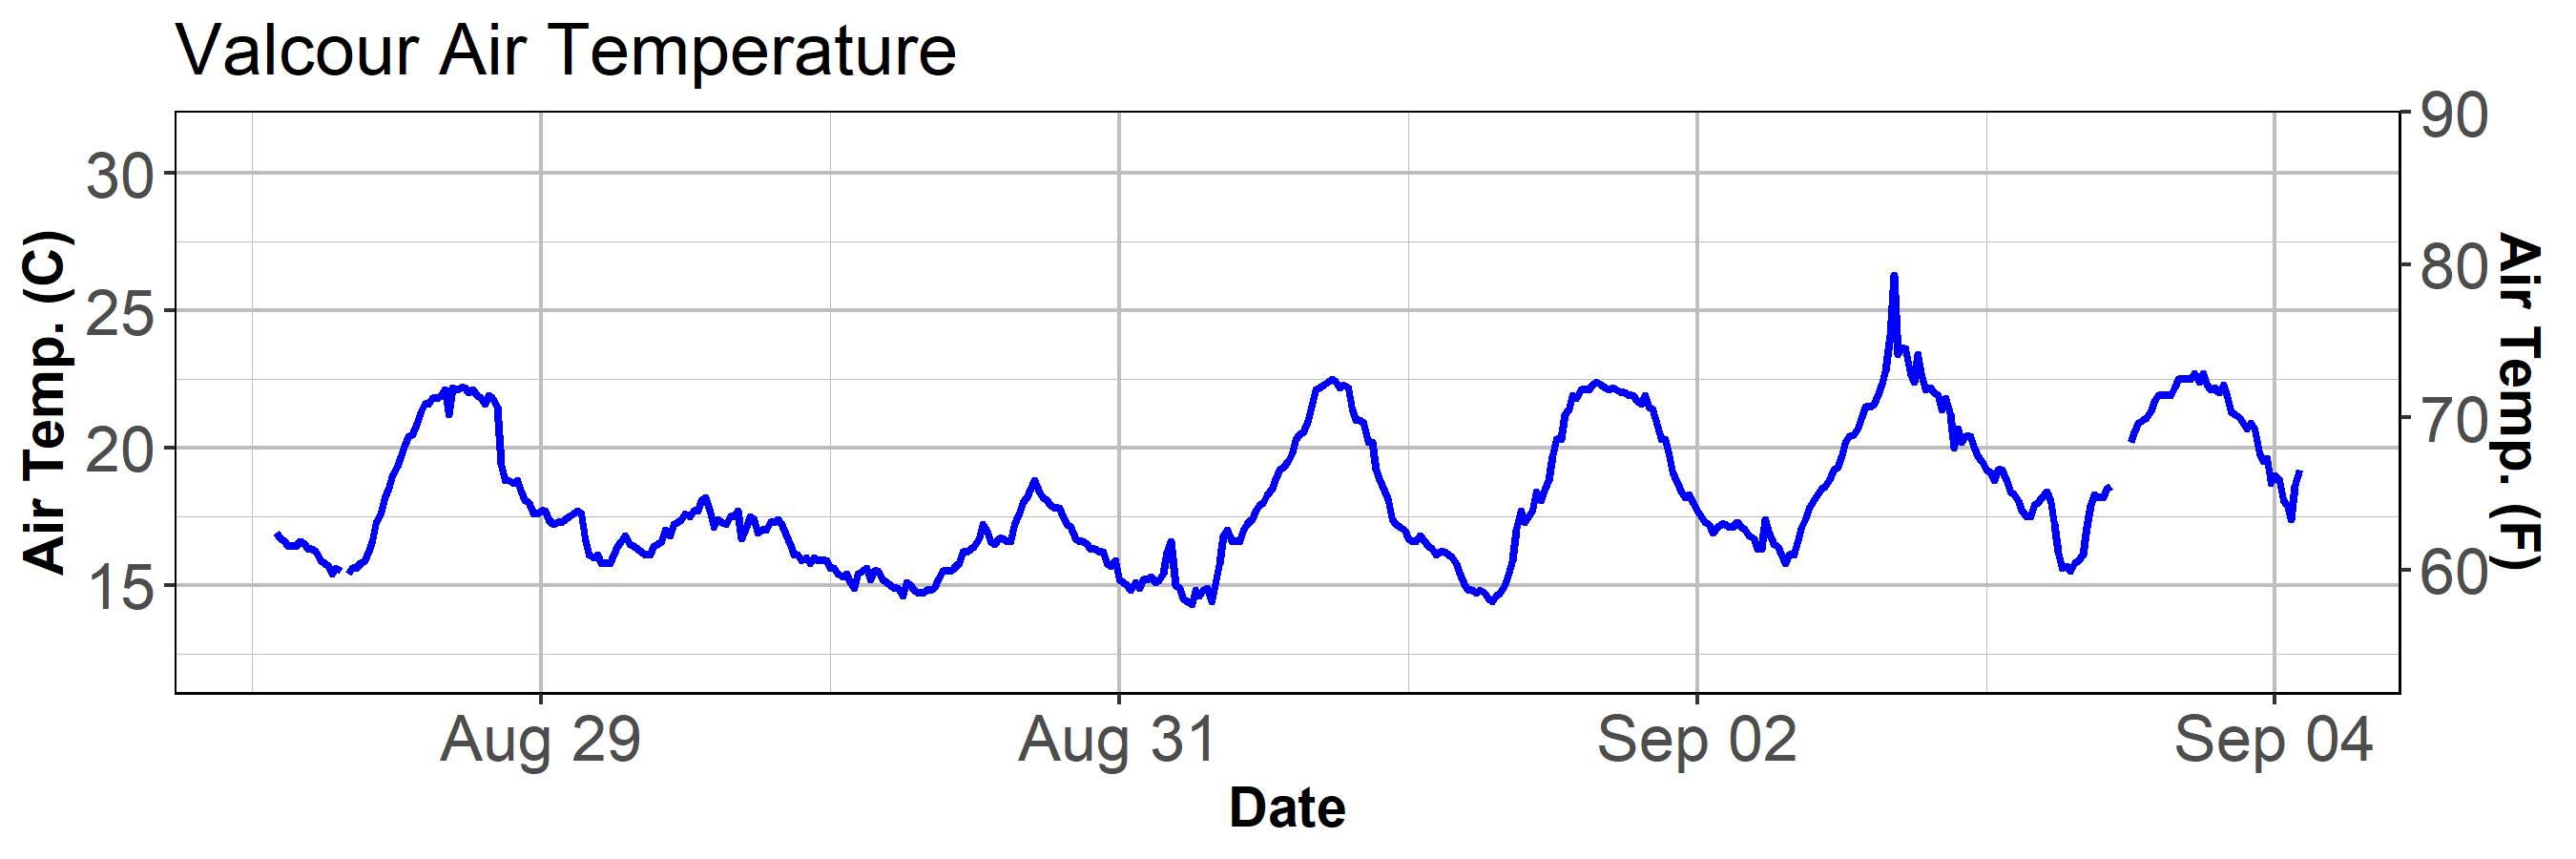 Valcour Air Temperature
Air Temp. (C)
30
25
20
15
90
80
70
60
Air Temp. (F)
Aug 29
Aug 31
Sep 02
Sep 04
Date